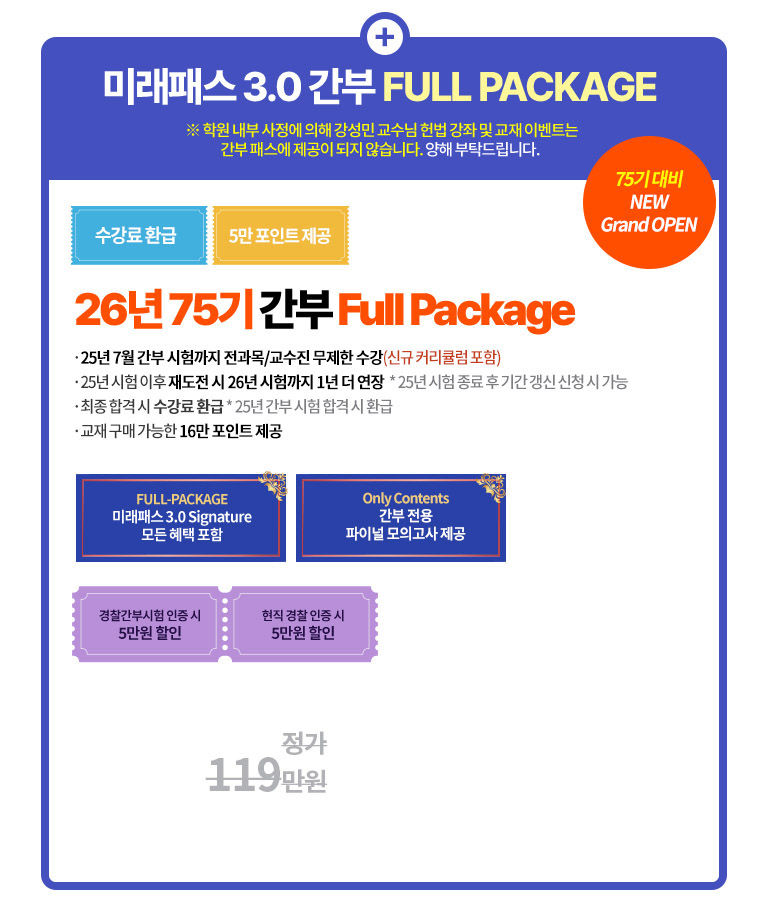 미래패스 3.0 간부 FULL PACKAGE
※ 학원 내부 사정에 의해 강성민 교수님 헌법 강좌 및 교재 이벤트는
간부 패스에 제공이 되지 않습니다. 양해 부탁드립니다.
75기 대비
NEW
Grand OPEN
수강료 환급
5만 포인트 제공
26년 75기 간부 Full Package
· 25년 7월 간부 시험까지 전과목/교수진 무제한 수강(신규 커리큘럼 포함)
· 25년 시험 이후 재도전 시 26년 시험까지 1년 더 연장 * 25년 시험 종료 후 기간 갱신 신청 시 가능
· 최종 합격 시 수강료 환급 * 25년 간부 시험 합격 시 환급
· 교재 구매 가능한 16만 포인트 제공
FULL-PACKAGE
미래패스 3.0 Signature
모든 혜택 포함
Only Contents
간부 전용
파이널 모의고사 제공
경찰간부시험 인증 시
5만원 할인
현직 경찰 인증 시
5만원 할인
정가
119만원